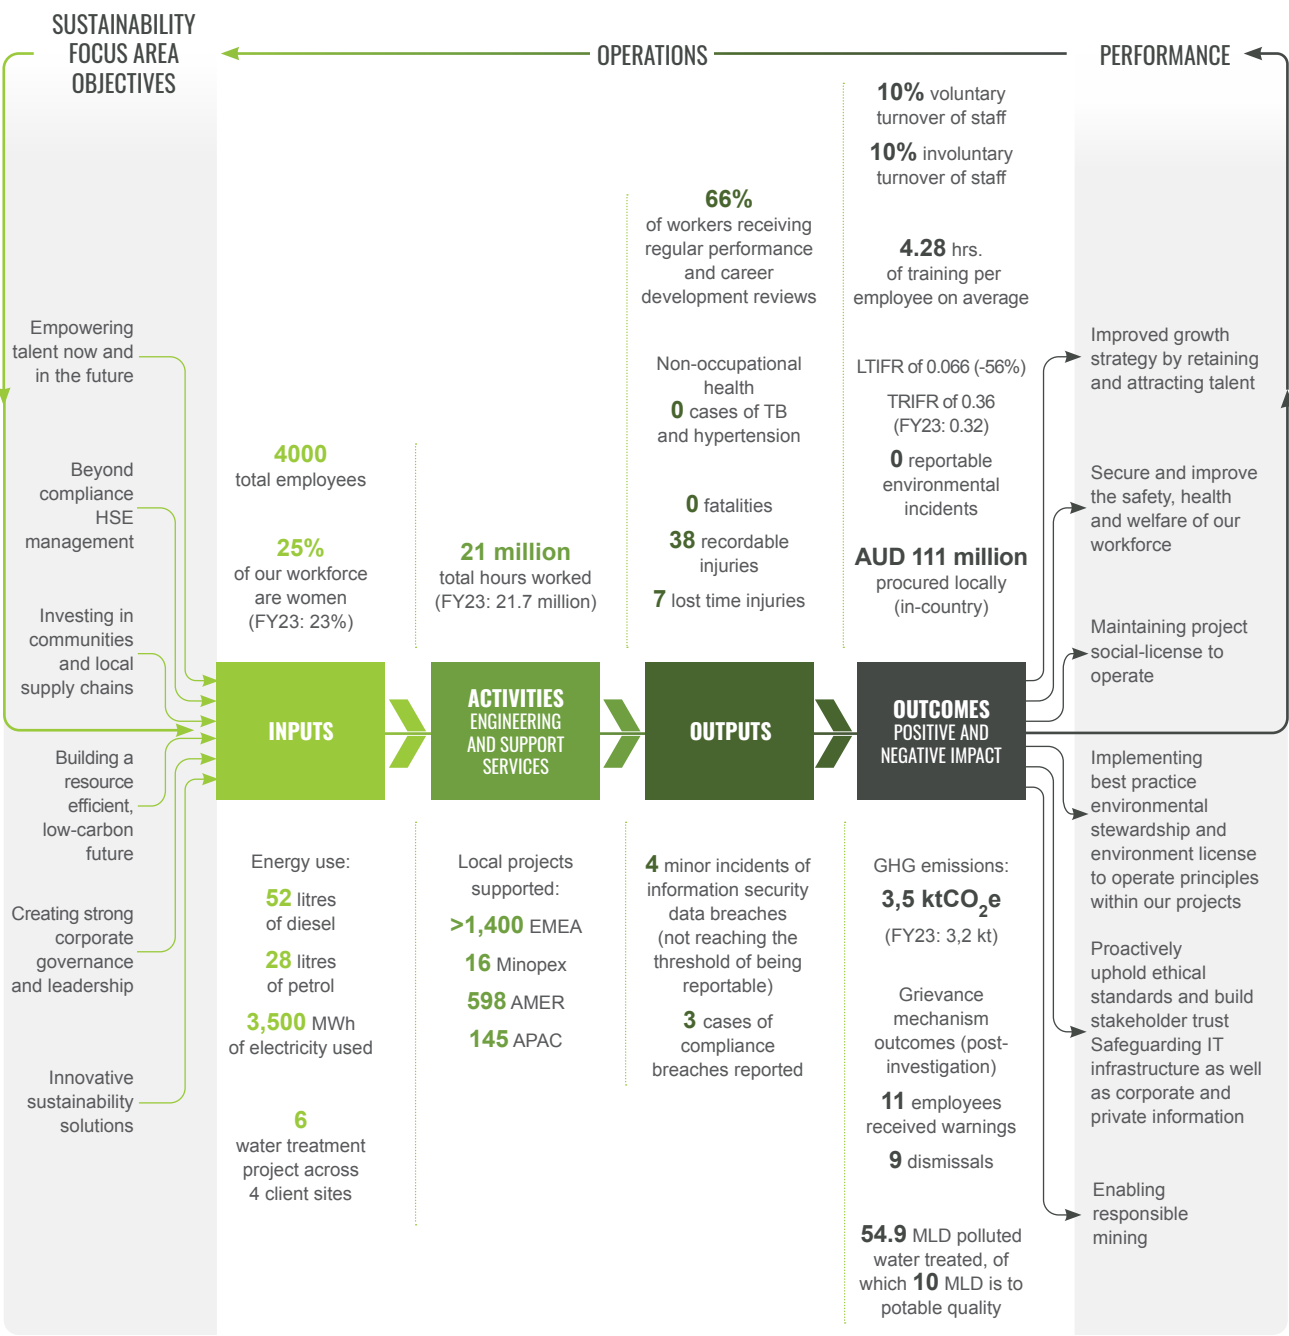 SUSTAINABILITY
FOCUS AREA
OBJECTIVES
OPERATIONS
PERFORMANCE
Empowering
talent now and
in the future
Beyond
compliance
HSE
management
Investing in
communities
and local
supply chains
Building a
resource
efficient,
low-carbon
future
Creating strong
corporate
governance
and leadership
Innovative
sustainability
solutions
4000
total employees
25%
of our workforce
are women
(FY23: 23%)
INPUTS
Energy use:
52 litres
of diesel
28 litres
of petrol
3,500 MWh
of electricity used
6
water treatment
project across
4 client sites
21 million
total hours worked
(FY23: 21.7 million)
ACTIVITIES
ENGINEERING
AND SUPPORT
SERVICES
Local projects
supported:
>1,400 EMEA
16 Minopex
598 AMER
145 APAC
66%
of workers receiving
regular performance
and career
development reviews
Non-occupational
health
0 cases of TB
and hypertension
0 fatalities
38 recordable
injuries
7 lost time injuries
OUTPUTS
4 minor incidents of
information security
data breaches
(not reaching the
threshold of being
reportable)
3 cases of
compliance
breaches reported
10% voluntary
turnover of staff
10% involuntary
turnover of staff
4.28 hrs.
of training per
employee on average
LTIFR of 0.066 (-56%)
TRIFR of 0.36
(FY23: 0.32)
0 reportable
environmental
incidents
AUD 111 million
procured locally
(in-country)
OUTCOMES
POSITIVE AND
NEGATIVE IMPACT
GHG emissions:
3,5 ktCO₂e
(FY23: 3,2 kt)
Grievance
mechanism
outcomes (post-
investigation)
11 employees
received warnings
9 dismissals
54.9 MLD polluted
water treated, of
which 10 MLD is to
potable quality
Improved growth
strategy by retaining
and attracting talent
Secure and improve
the safety, health
and welfare of our
workforce
Maintaining project
social-license to
operate
Implementing
best practice
environmental
stewardship and
environment license
to operate principles
within our projects
Proactively
uphold ethical
standards and build
stakeholder trust
Safeguarding IT
infrastructure as well
as corporate and
private information
Enabling
responsible
mining